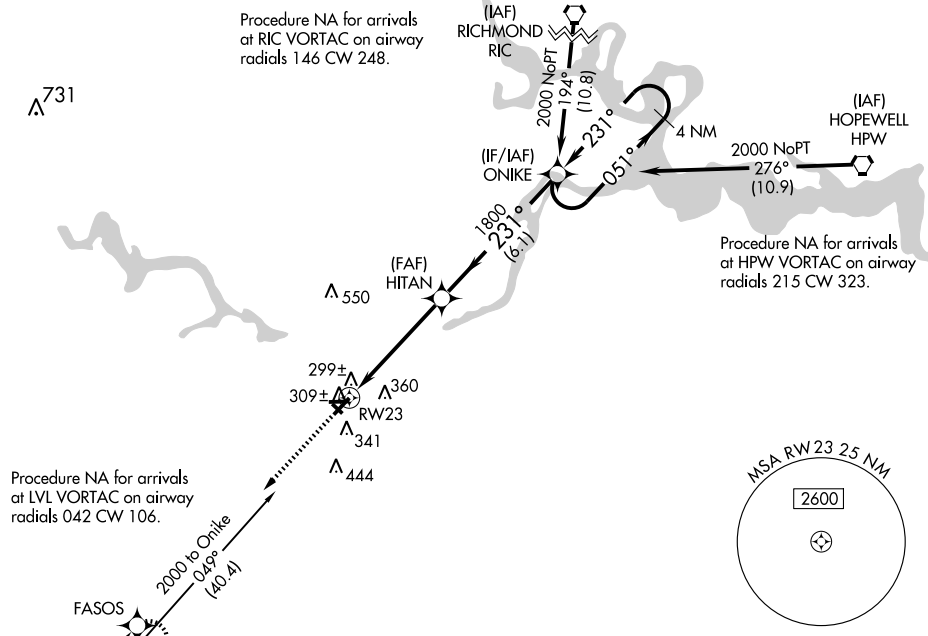 Procedure NA for arrivals
at RIC VORTAC on airway
radials 146 CW 248.
(IAF)
RICHMOND
RIC
731
2000 NoPT
194°
(10.8)
231°
051°
4 NM
(IAF)
HOPEWELL
HPW
2000 NoPT
276°
(10.9)
(IF/IAF)
ONIKE
1800
231°
(6.1)
Procedure NA for arrivals
at HPW VORTAC on airway
radials 215 CW 323.
(FAF)
HITAN
550
299±
309±
360
RW23
341
444
Procedure NA for arrivals
at LVL VORTAC on airway
radials 042 CW 106.
MSA RW23 25 NM
2600
2000 to Onike
049°
(40.4)
FASOS